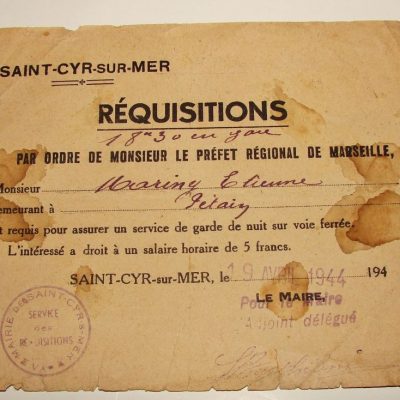 SAINT-CYR-SUR-MER
RÉQUISITIONS
18h30 en gare
PAR ORDRE DE MONSIEUR LE PRÉFET RÉGIONAL DE MARSEILLE,
Monsieur Marinq Etienne
emeurant à
t requis pour assurer un service de garde de nuit sur voie ferrée.
L'intéressé a droit à un salaire horaire de 5 francs.
SAINT-CYR-SUR-MER, le 19 AVRIL 1944 194
LE MAIRE,
Pour le Maire
Adjoint délégué
MAIRIE DE SAINT-CYR-S-MER
SERVICE
des
RÉQUISITIONS